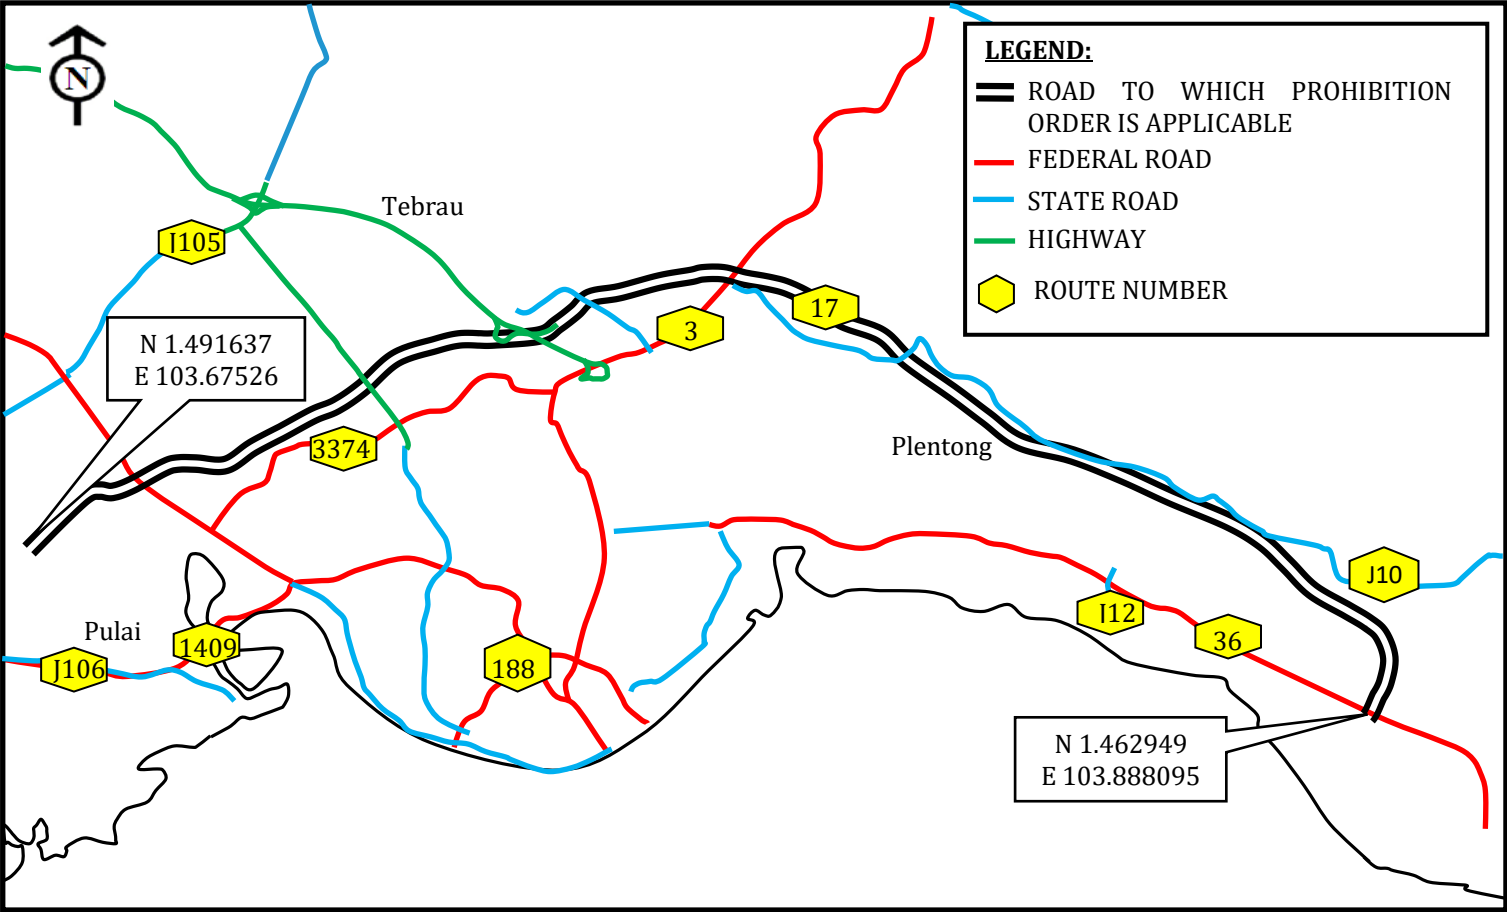 N
LEGEND:
ROAD TO WHICH PROHIBITION
ORDER IS APPLICABLE
FEDERAL ROAD
STATE ROAD
HIGHWAY
ROUTE NUMBER
Tebrau
J105
N 1.491637
E 103.67526
3
17
3374
Plentong
J10
J12
36
Pulai
1409
J106
188
N 1.462949
E 103.888095